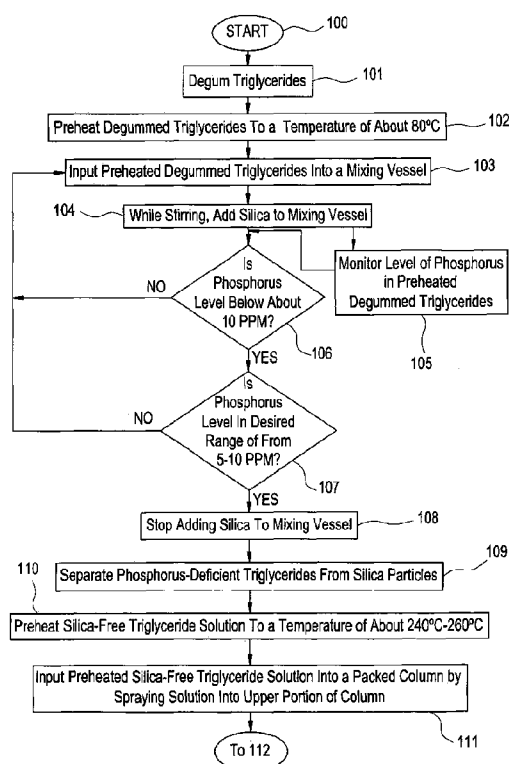 START
100
Degum Triglycerides
101
Preheat Degummed Triglycerides To a Temperature of About 80ºC
102
Input Preheated Degummed Triglycerides Into a Mixing Vessel
103
104
While Stirring, Add Silica to Mixing Vessel
Monitor Level of Phosphorus
in Preheated
Degummed Triglycerides
105
Is
Phosphorus
Level Below About
10 PPM?
106
NO
YES
Is
Phosphorus
Level In Desired
Range of From
5-10 PPM?
107
NO
YES
Stop Adding Silica To Mixing Vessel
108
Separate Phosphorus-Deficient Triglycerides From Silica Particles
109
110
Preheat Silica-Free Triglyceride Solution To a Temperature of About 240ºC-260ºC
Input Preheated Silica-Free Triglyceride Solution Into a Packed Column by
Spraying Solution Into Upper Portion of Column
111
To 112